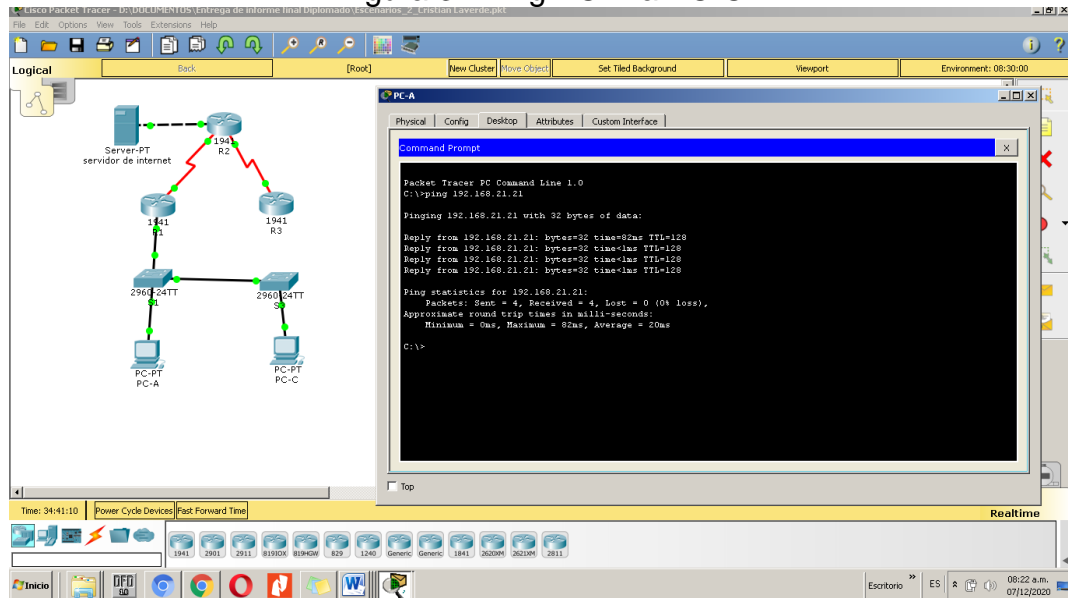 Cisco Packet Tracer - D:\DOCUMENTOS\Entrega de informe final Diplomado\Escenarios_2_Cristian Laverde.pkt
File Edit Options View Tools Extensions Help
Logical
Back
[Root]
New Cluster
Move Object
Set Tiled Background
Viewport
Environment: 08:30:00
PC-A
Physical Config Desktop Attributes Custom Interface
Command Prompt
X
Packet Tracer PC Command Line 1.0
C:\>ping 192.168.21.21
Pinging 192.168.21.21 with 32 bytes of data:
Reply from 192.168.21.21: bytes=32 time=82ms TTL=128
Reply from 192.168.21.21: bytes=32 time<1ms TTL=128
Reply from 192.168.21.21: bytes=32 time<1ms TTL=128
Reply from 192.168.21.21: bytes=32 time<1ms TTL=128
Ping statistics for 192.168.21.21:
Packets: Sent = 4, Received = 4, Lost = 0 (0% loss),
Approximate round trip times in milli-seconds:
Minimum = 0ms, Maximum = 82ms, Average = 20ms
C:\>
Top
Server-PT
servidor de internet
1941
R2
1941
R1
1941
R3
2960-24TT
S1
2960-24TT
PC-PT
PC-A
PC-PT
PC-C
Time: 34:41:10
Power Cycle Devices
Fast Forward Time
Realtime
1941 2901 2911 819IOX 819HGW 829 1240 Generic Generic 1841 2620XM 2621XM 2811
Inicio
Escritorio
ES
08:22 a.m.
07/12/2020